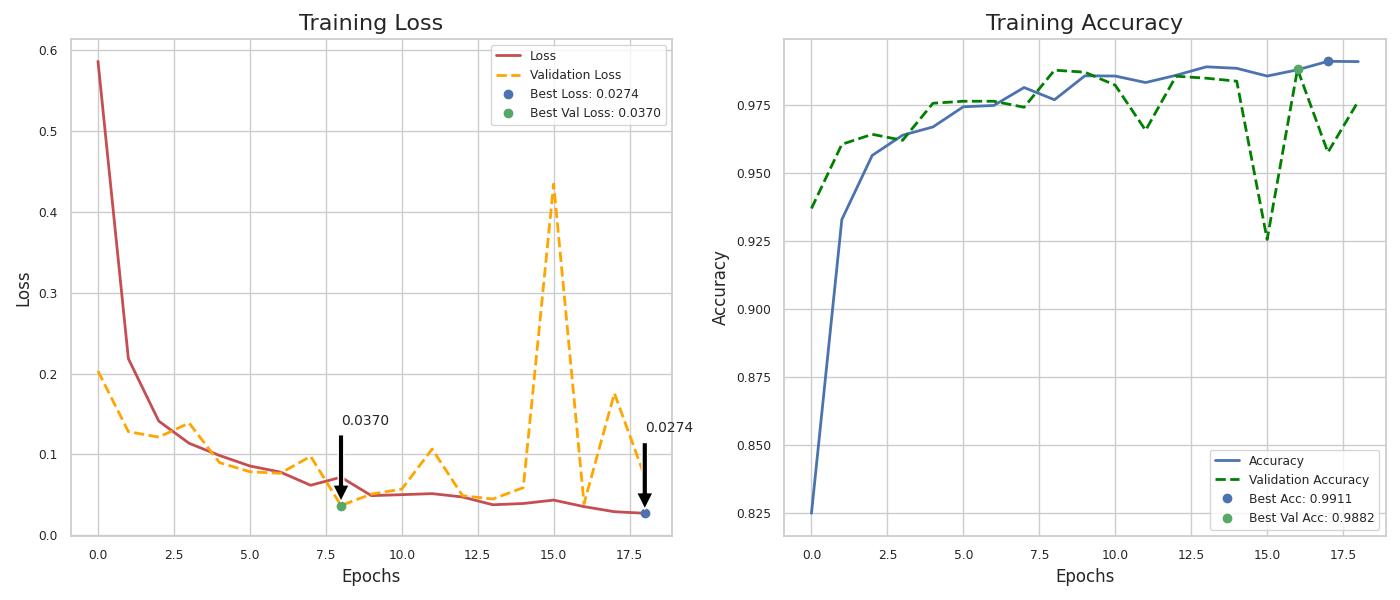 Training Loss
0.6
0.5
0.4
0.3
0.2
0.1
0.0
Loss
Loss
Validation Loss
Best Loss: 0.0274
Best Val Loss: 0.0370
0.0370
0.0274
0.0 2.5 5.0 7.5 10.0 12.5 15.0 17.5
Epochs
Training Accuracy
0.975
0.950
0.925
0.900
0.875
0.850
0.825
Accuracy
Accuracy
Validation Accuracy
Best Acc: 0.9911
Best Val Acc: 0.9882
0.0 2.5 5.0 7.5 10.0 12.5 15.0 17.5
Epochs